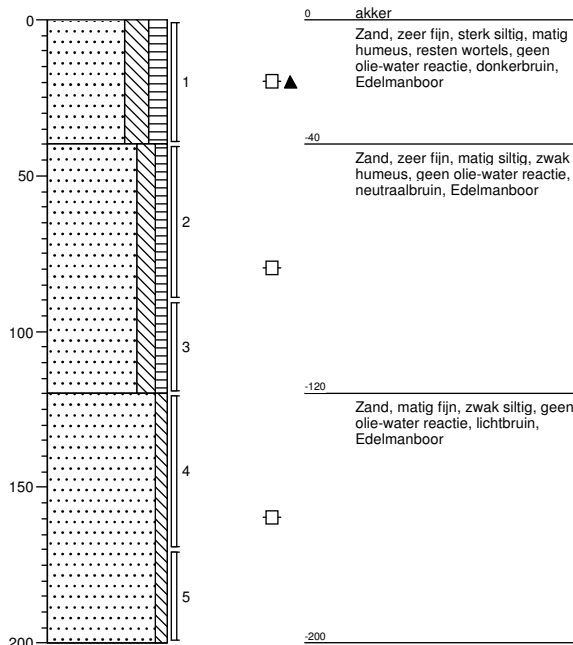 0
50
100
150
200
1
2
3
4
5
0
akker
Zand, zeer fijn, sterk siltig, matig
humeus, resten wortels, geen
olie-water reactie, donkerbruin,
Edelmanboor
-40
Zand, zeer fijn, matig siltig, zwak
humeus, geen olie-water reactie,
neutraalbruin, Edelmanboor
-120
Zand, matig fijn, zwak siltig, geen
olie-water reactie, lichtbruin,
Edelmanboor
-200